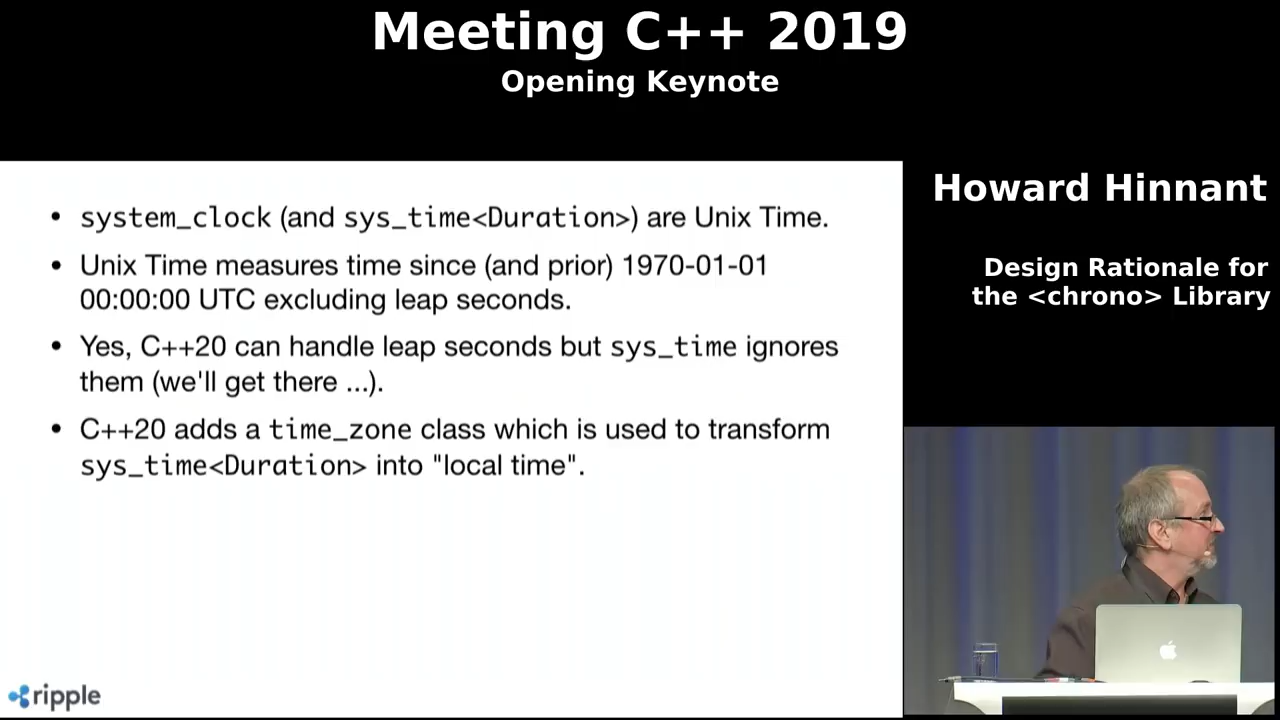 Meeting C++ 2019
Opening Keynote
• system_clock (and sys_time<Duration>) are Unix Time.
• Unix Time measures time since (and prior) 1970-01-01
00:00:00 UTC excluding leap seconds.
• Yes, C++20 can handle leap seconds but sys_time ignores
them (we'll get there ...).
• C++20 adds a time_zone class which is used to transform
sys_time<Duration> into "local time".
ripple
Howard Hinnant
Design Rationale for
the <chrono> Library